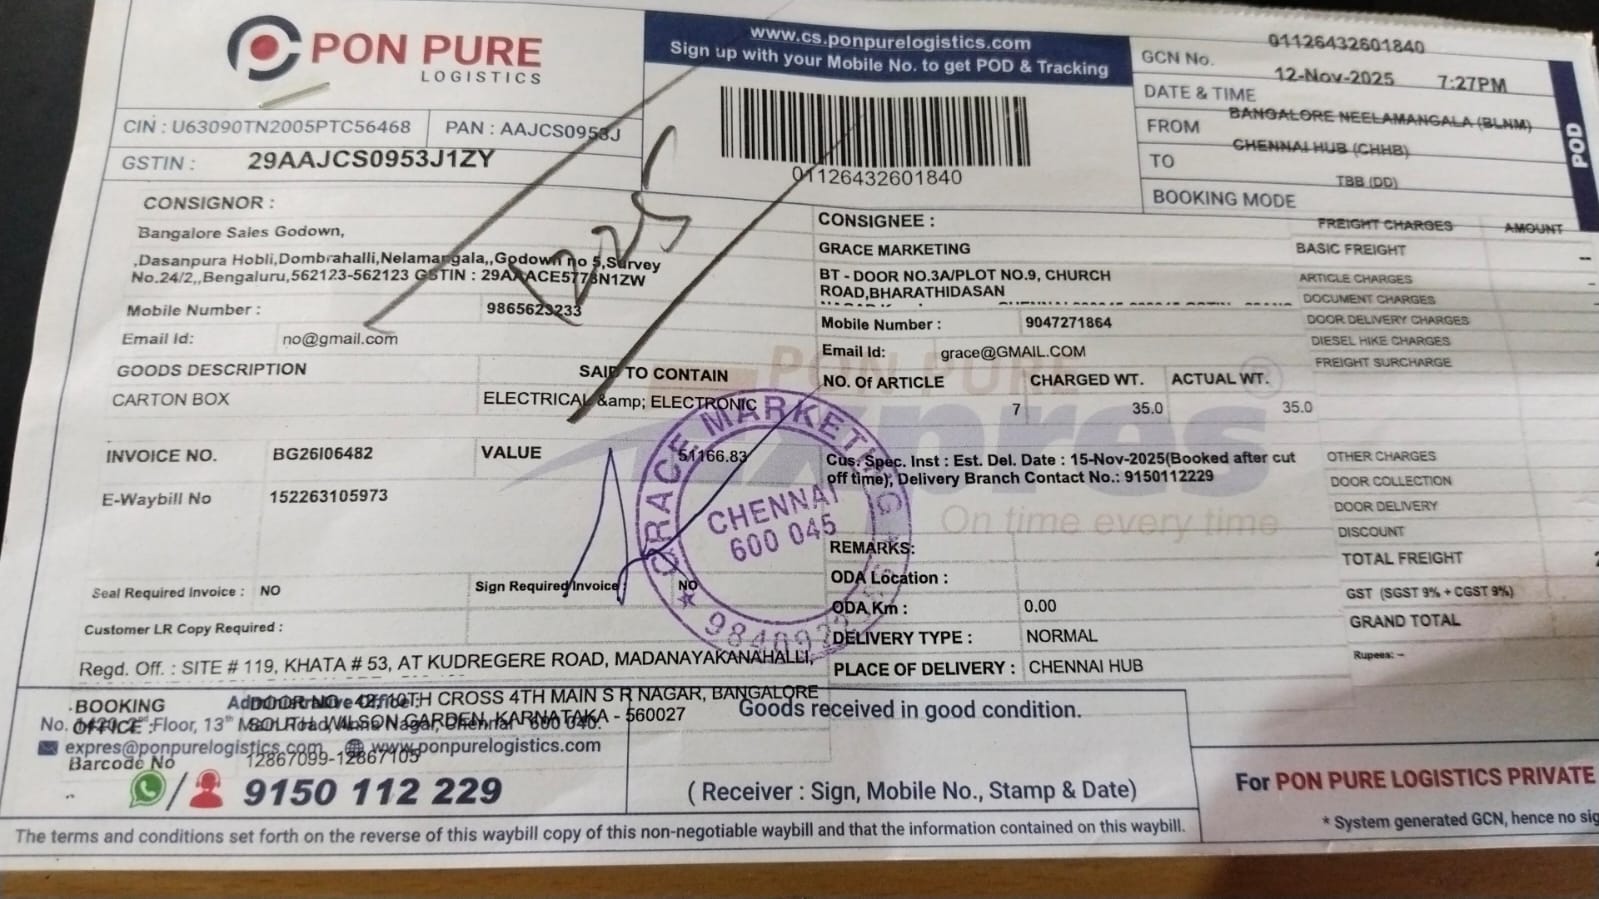 PON PURE
LOGISTICS
www.cs.ponpurelogistics.com
Sign up with your Mobile No. to get POD & Tracking
01126432601840
GCN No. 01126432601840
DATE & TIME 12-Nov-2025 7:27PM
FROM BANGALORE NEELAMANGALA (BLNM)
TO CHENNAI HUB (CHHB)
BOOKING MODE TBB (DD)
POD
CIN : U63090TN2005PTC56468 PAN : AAJCS0953J
GSTIN : 29AAJCS0953J1ZY
CONSIGNOR :
Bangalore Sales Godown,
,Dasanpura Hobli,Dombrahalli,Nelamangala,,Godown no 5,Survey
No.24/2,,Bengaluru,562123-562123 GSTIN : 29AAACE5778N1ZW
Mobile Number : 9865623233
Email Id: no@gmail.com
CONSIGNEE :
GRACE MARKETING
BT - DOOR NO.3A/PLOT NO.9, CHURCH
ROAD,BHARATHIDASAN
Mobile Number : 9047271864
Email Id: grace@GMAIL.COM
FREIGHT CHARGES AMOUNT
BASIC FREIGHT --
ARTICLE CHARGES
DOCUMENT CHARGES
DOOR DELIVERY CHARGES
DIESEL HIKE CHARGES
FREIGHT SURCHARGE
GOODS DESCRIPTION SAID TO CONTAIN NO. Of ARTICLE CHARGED WT. ACTUAL WT.
CARTON BOX ELECTRICAL &amp; ELECTRONIC 7 35.0 35.0
PON PURE
Expres
On time every time
INVOICE NO. BG26I06482 VALUE 51166.83
E-Waybill No 152263105973
Cus. Spec. Inst : Est. Del. Date : 15-Nov-2025(Booked after cut
off time), Delivery Branch Contact No.: 9150112229
OTHER CHARGES
DOOR COLLECTION
DOOR DELIVERY
DISCOUNT
TOTAL FREIGHT
GST (SGST 9% + CGST 9%)
GRAND TOTAL
Rupees: --
GRACE MARKETING
CHENNAI
600 045
REMARKS:
ODA Location :
ODA Km : 0.00
DELIVERY TYPE : NORMAL
PLACE OF DELIVERY : CHENNAI HUB
Seal Required Invoice : NO Sign Required Invoice : NO
Customer LR Copy Required :
Regd. Off. : SITE # 119, KHATA # 53, AT KUDREGERE ROAD, MADANAYAKANAHALLI,
BOOKING
OFFICE :
DOOR NO - 42, 10TH CROSS 4TH MAIN S R NAGAR, BANGALORE
SOUTH, WILSON GARDEN, KARNATAKA - 560027
Administrative Office :
expres@ponpurelogistics.com www.ponpurelogistics.com
Barcode No 12867099-12867105
9150 112 229
Goods received in good condition.
( Receiver : Sign, Mobile No., Stamp & Date)
For PON PURE LOGISTICS PRIVATE
* System generated GCN, hence no sig
The terms and conditions set forth on the reverse of this waybill copy of this non-negotiable waybill and that the information contained on this waybill.